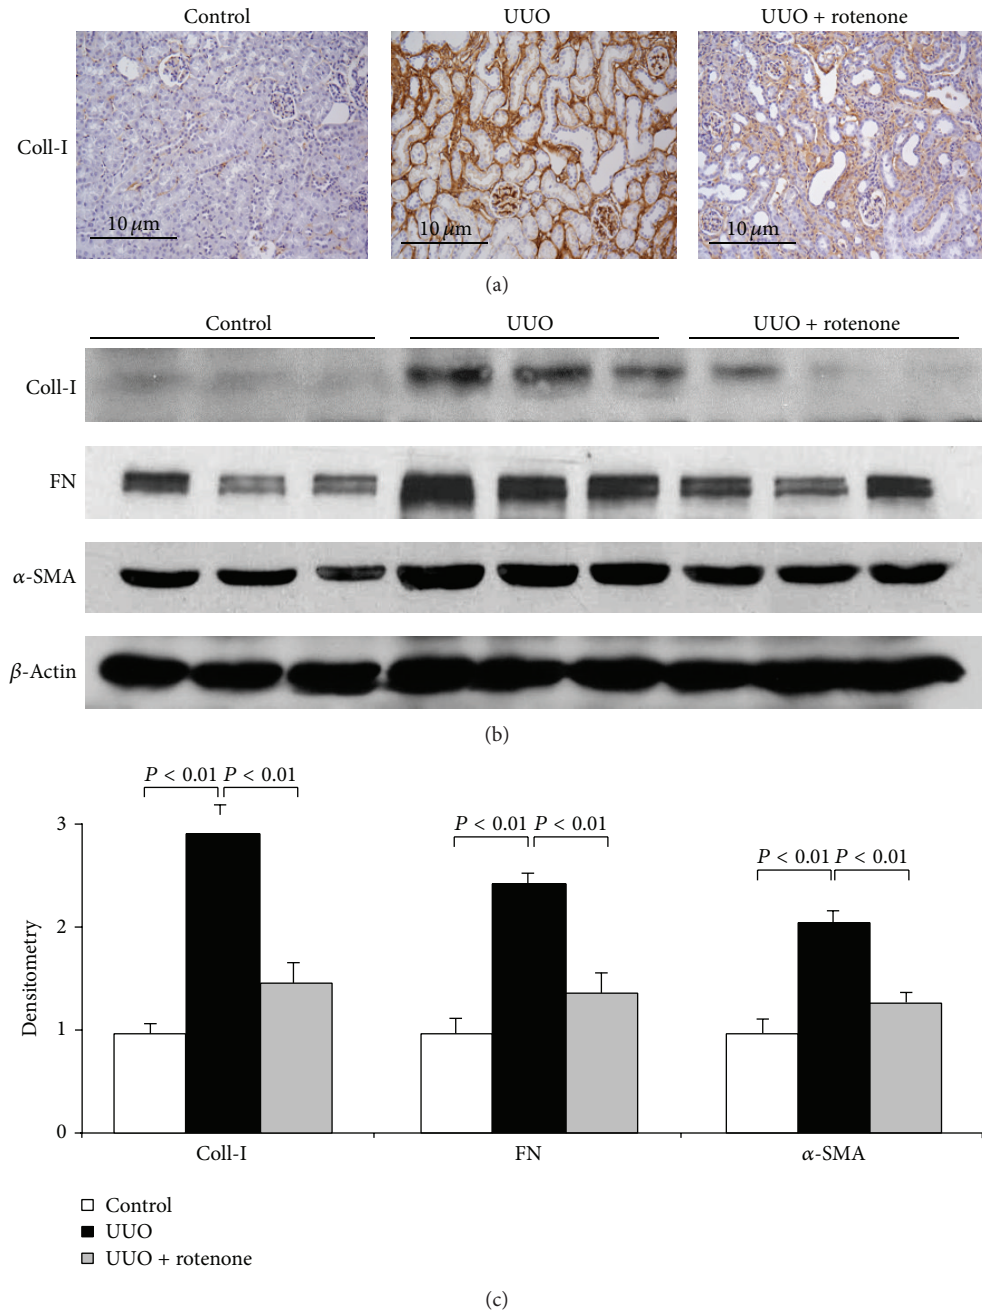 Control UUO UUO + rotenone
Coll-I
10 μm 10 μm 10 μm
(a)
Control UUO UUO + rotenone
Coll-I
FN
α-SMA
β-Actin
(b)
P < 0.01 P < 0.01
P < 0.01 P < 0.01
P < 0.01 P < 0.01
3
2
1
0
Densitometry
Coll-I FN α-SMA
Control
UUO
UUO + rotenone
(c)